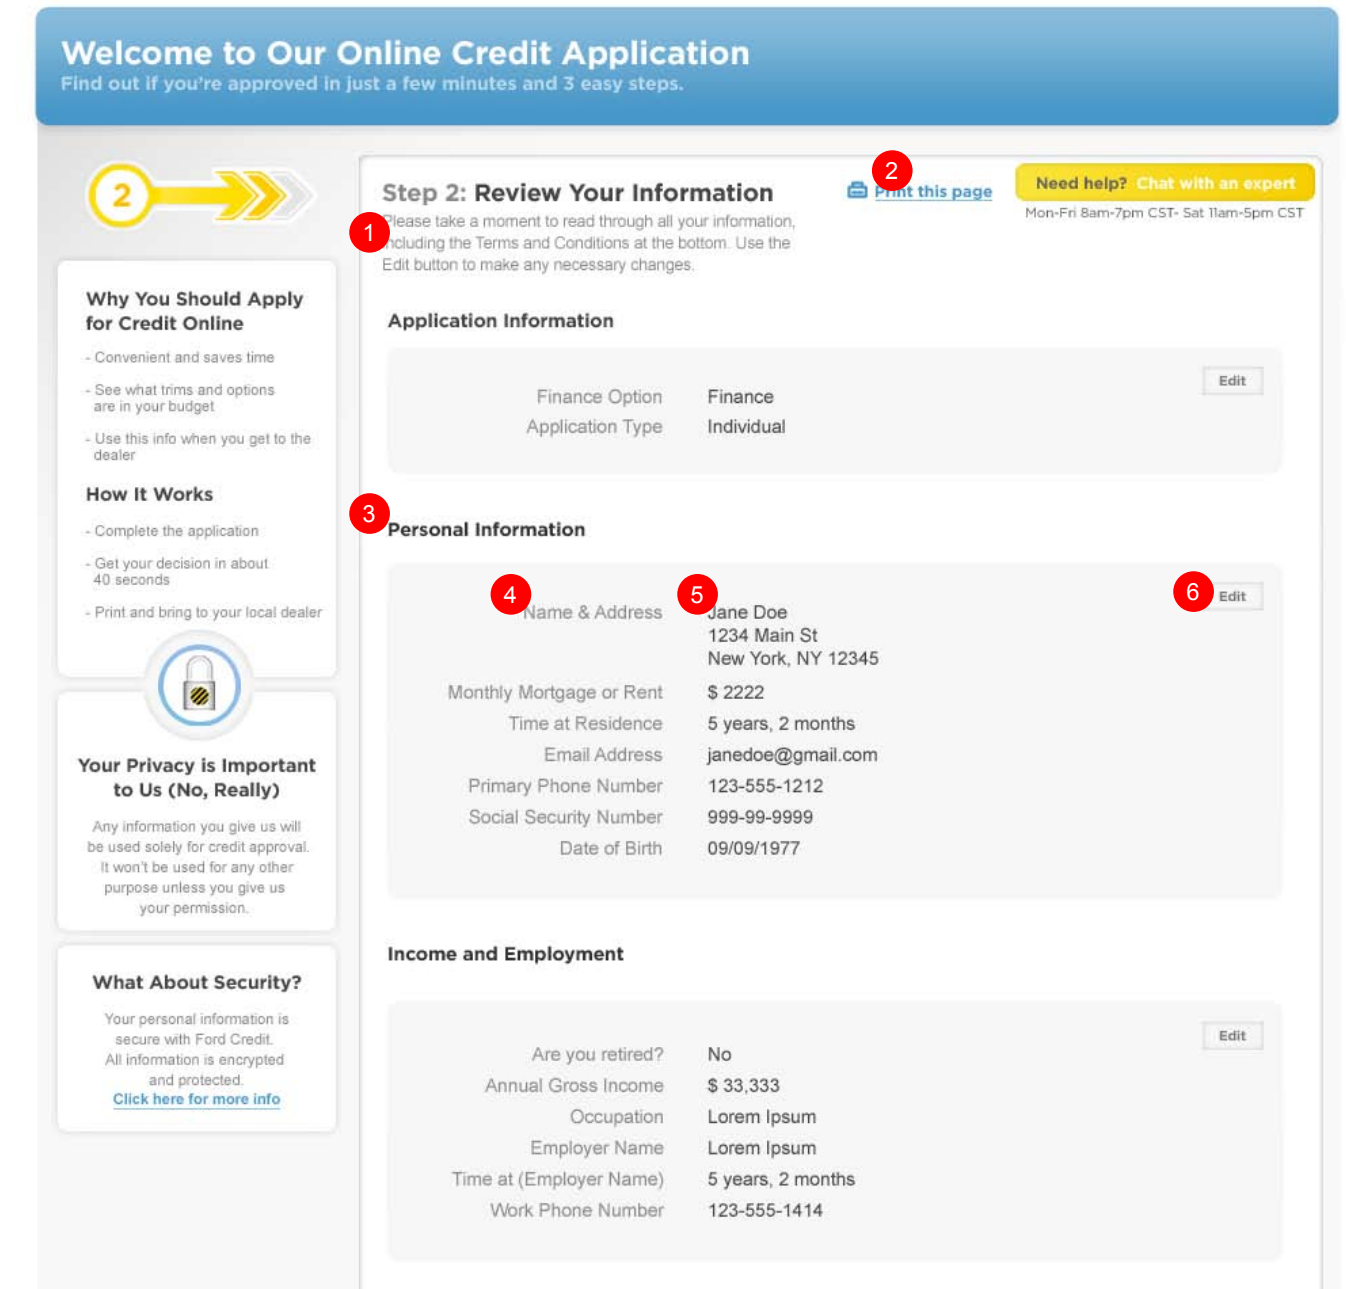 Welcome to Our Online Credit Application
Find out if you're approved in just a few minutes and 3 easy steps.
2
Why You Should Apply
for Credit Online
- Convenient and saves time
- See what trims and options
are in your budget
- Use this info when you get to the
dealer
How It Works
- Complete the application
- Get your decision in about
40 seconds
- Print and bring to your local dealer
Your Privacy is Important
to Us (No, Really)
Any information you give us will
be used solely for credit approval.
It won't be used for any other
purpose unless you give us
your permission.
What About Security?
Your personal information is
secure with Ford Credit.
All information is encrypted
and protected.
Click here for more info
Step 2: Review Your Information
1
Please take a moment to read through all your information,
including the Terms and Conditions at the bottom. Use the
Edit button to make any necessary changes.
2
Print this page
Need help? Chat with an expert
Mon-Fri 8am-7pm CST- Sat 11am-5pm CST
Application Information
Edit
Finance Option Finance
Application Type Individual
3
Personal Information
4
5
6
Edit
Name & Address Jane Doe
1234 Main St
New York, NY 12345
Monthly Mortgage or Rent $ 2222
Time at Residence 5 years, 2 months
Email Address janedoe@gmail.com
Primary Phone Number 123-555-1212
Social Security Number 999-99-9999
Date of Birth 09/09/1977
Income and Employment
Edit
Are you retired? No
Annual Gross Income $ 33,333
Occupation Lorem Ipsum
Employer Name Lorem Ipsum
Time at (Employer Name) 5 years, 2 months
Work Phone Number 123-555-1414